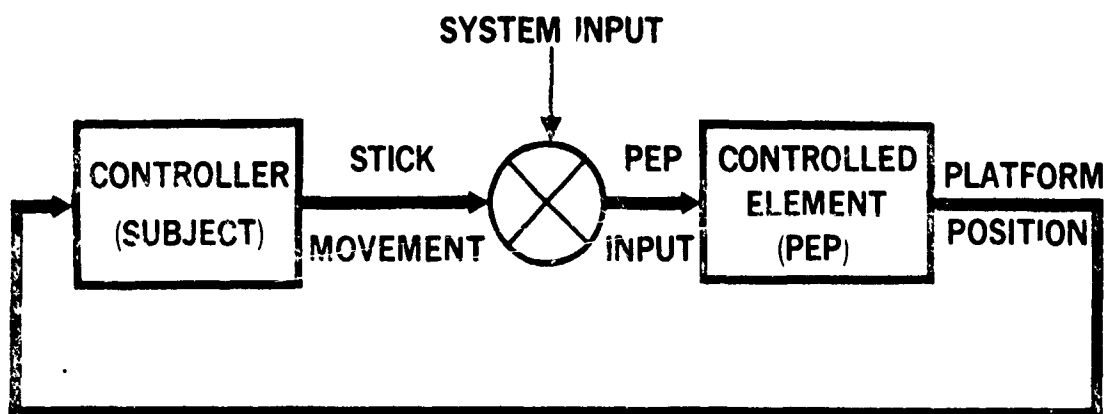 SYSTEM INPUT
CONTROLLER
(SUBJECT)
STICK
MOVEMENT
PEP
INPUT
CONTROLLED
ELEMENT
(PEP)
PLATFORM
POSITION